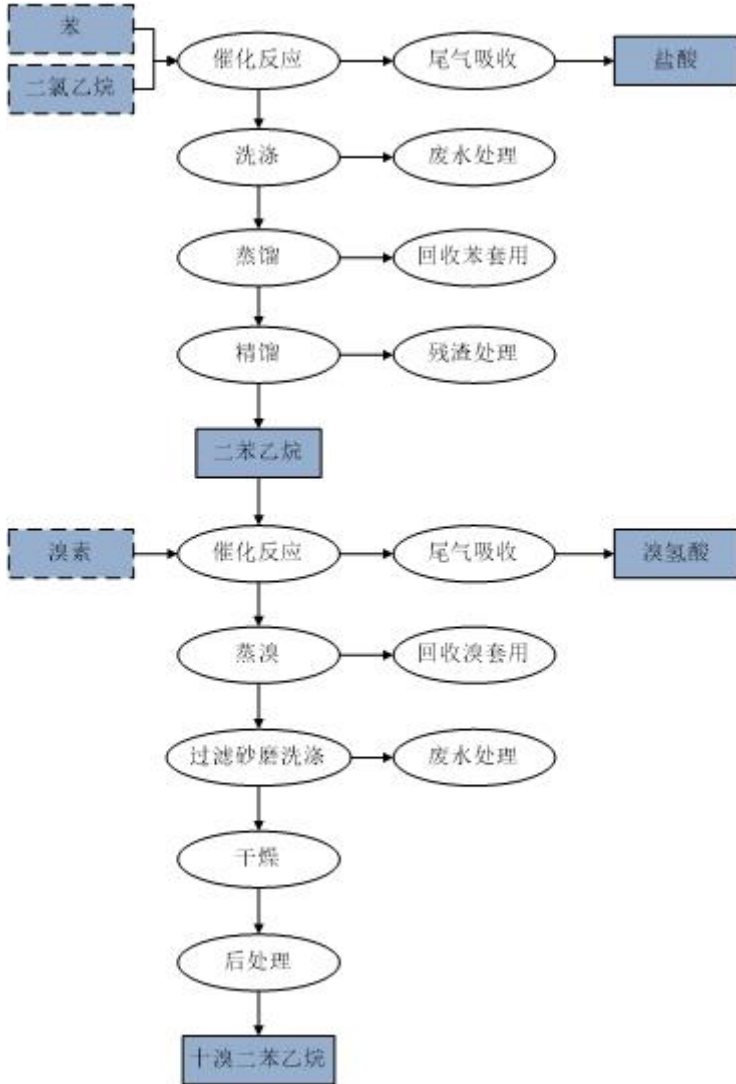 苯
二氯乙烷
催化反应
尾气吸收
盐酸
洗涤
废水处理
蒸馏
回收苯套用
精馏
残渣处理
二苯乙烷
溴素
催化反应
尾气吸收
溴氢酸
蒸溴
回收溴套用
过滤砂磨洗涤
废水处理
干燥
后处理
十溴二苯乙烷